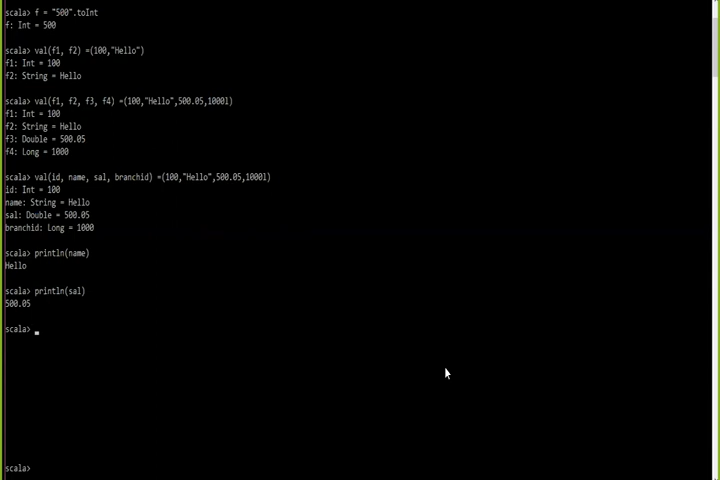 scala> f = "500".toInt
f: Int = 500
scala> val(f1, f2) =(100,"Hello")
f1: Int = 100
f2: String = Hello
scala> val(f1, f2, f3, f4) =(100,"Hello",500.05,1000l)
f1: Int = 100
f2: String = Hello
f3: Double = 500.05
f4: Long = 1000
scala> val(id, name, sal, branchid) =(100,"Hello",500.05,1000l)
id: Int = 100
name: String = Hello
sal: Double = 500.05
branchid: Long = 1000
scala> println(name)
Hello
scala> println(sal)
500.05
scala>
scala>